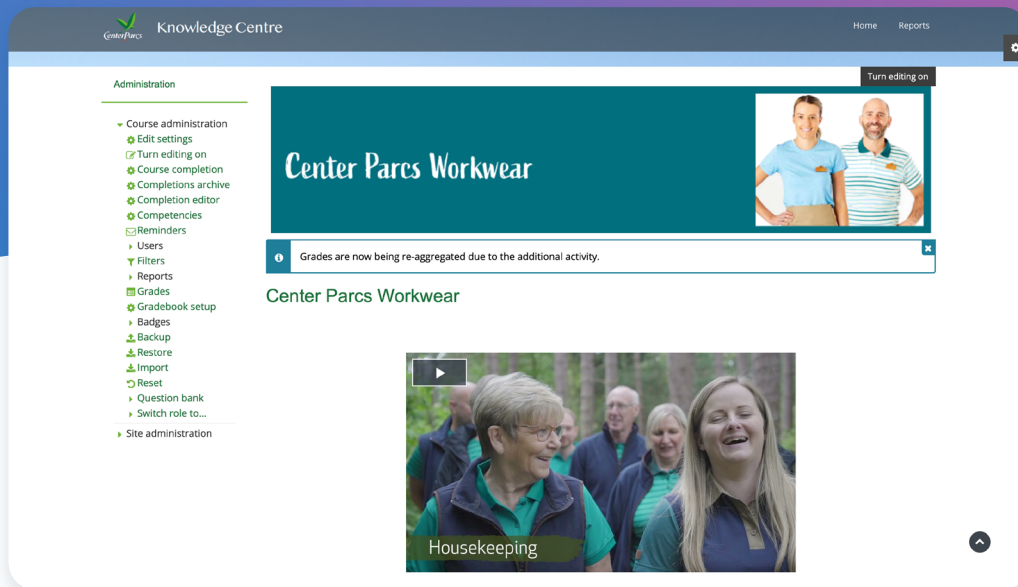 CenterParcs
Knowledge Centre
Home
Reports
Turn editing on
Administration
Course administration
Edit settings
Turn editing on
Course completion
Completions archive
Completion editor
Competencies
Reminders
Users
Filters
Reports
Grades
Gradebook setup
Badges
Backup
Restore
Import
Reset
Question bank
Switch role to...
Site administration
Center Parcs Workwear
Grades are now being re-aggregated due to the additional activity.
Center Parcs Workwear
Housekeeping